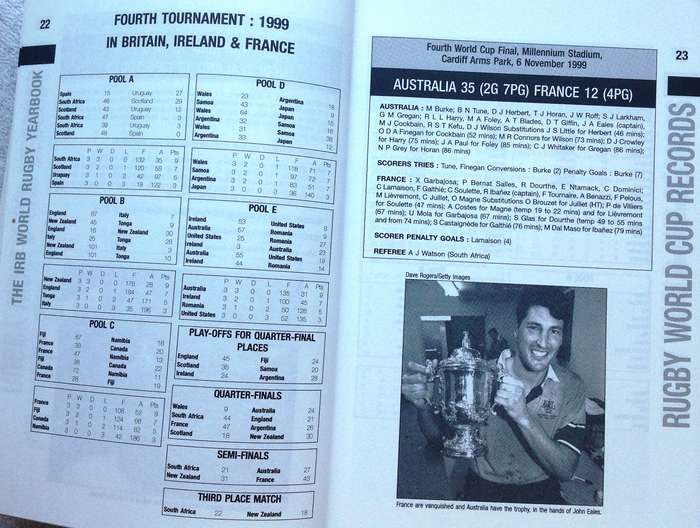 22
FOURTH TOURNAMENT : 1999
IN BRITAIN, IRELAND & FRANCE
THE IRB WORLD RUGBY YEARBOOK
POOL A
Spain 15 Uruguay 27
South Africa 46 Scotland 29
Scotland 43 Uruguay 12
South Africa 47 Spain 3
South Africa 39 Uruguay 3
Scotland 48 Spain 0
P W D L F A Pts
South Africa 3 3 0 0 132 35 9
Scotland 3 2 0 1 120 58 7
Uruguay 3 1 0 2 42 97 5
Spain 3 0 0 3 18 122 3
POOL B
England 67 Italy 7
New Zealand 45 Tonga 9
England 16 New Zealand 30
Italy 25 Tonga 28
New Zealand 101 Italy 3
England 101 Tonga 10
P W D L F A Pts
New Zealand 3 3 0 0 176 28 9
England 3 2 0 1 184 47 7
Tonga 3 1 0 2 47 171 5
Italy 3 0 0 3 35 196 3
POOL C
Fiji 67 Namibia 18
France 33 Canada 20
France 47 Namibia 13
Fiji 38 Canada 22
Canada 72 Namibia 11
France 28 Fiji 19
P W D L F A Pts
France 3 3 0 0 108 52 9
Fiji 3 2 0 1 124 68 7
Canada 3 1 0 2 114 82 5
Namibia 3 0 0 3 42 186 3
POOL D
Wales 23 Argentina 18
Samoa 43 Japan 9
Wales 64 Japan 15
Argentina 32 Samoa 16
Wales 31 Samoa 38
Argentina 33 Japan 12
P W D L F A Pts
Wales 3 2 0 1 118 71 7
Samoa 3 2 0 1 97 72 7
Argentina 3 2 0 1 83 51 7
Japan 3 0 0 3 36 140 3
POOL E
Ireland 53 United States 8
Australia 57 Romania 9
United States 25 Romania 27
Ireland 3 Australia 23
Australia 55 United States 19
Ireland 44 Romania 14
P W D L F A Pts
Australia 3 3 0 0 135 31 9
Ireland 3 2 0 1 100 45 7
Romania 3 1 0 2 50 126 5
United States 3 0 0 3 52 135 3
PLAY-OFFS FOR QUARTER-FINAL
PLACES
England 45 Fiji 24
Scotland 35 Samoa 20
Ireland 24 Argentina 28
QUARTER-FINALS
Wales 9 Australia 24
South Africa 44 England 21
France 47 Argentina 26
Scotland 18 New Zealand 30
SEMI-FINALS
South Africa 21 Australia 27
New Zealand 31 France 43
THIRD PLACE MATCH
South Africa 22 New Zealand 18
23
RUGBY WORLD CUP RECORDS
Fourth World Cup Final, Millennium Stadium,
Cardiff Arms Park, 6 November 1999
AUSTRALIA 35 (2G 7PG) FRANCE 12 (4PG)
AUSTRALIA : M Burke; B N Tune, D J Herbert, T J Horan, J W Roff; S J Larkham,
G M Gregan; R L L Harry, M A Foley, A T Blades, D T Giffin, J A Eales (captain),
M J Cockbain, R S T Kefu, D J Wilson Substitutions J S Little for Herbert (46 mins);
O D A Finegan for Cockbain (52 mins); M R Connors for Wilson (73 mins); D J Crowley
for Harry (75 mins); J A Paul for Foley (85 mins); C J Whitaker for Gregan (86 mins);
N P Grey for Horan (86 mins)
SCORERS Tries : Tune, Finegan Conversions : Burke (2) Penalty Goals : Burke (7)
FRANCE : X Garbajosa; P Bernat Salles, R Dourthe, E Ntamack, C Dominici;
C Lamaison, F Galthié; C Soulette, R Ibañez (captain), F Tournaire, A Benazzi, F Pelous,
M Lièvremont, C Juillet, O Magne Substitutions O Brouzet for Juillet (HT); P de Villiers
for Soulette (47 mins); A Costes for Magne (temp 19 to 22 mins) and for Lièvremont
(67 mins); U Mola for Garbajosa (67 mins); S Glas for Dourthe (temp 49 to 55 mins
and from 74 mins); S Castaignède for Galthié (76 mins); D Dal Maso for Ibañez (79 mins)
SCORER PENALTY GOALS : Lamaison (4)
REFEREE A J Watson (South Africa)
Dave Rogers/Getty Images
France are vanquished and Australia have the trophy, in the hands of John Eales.